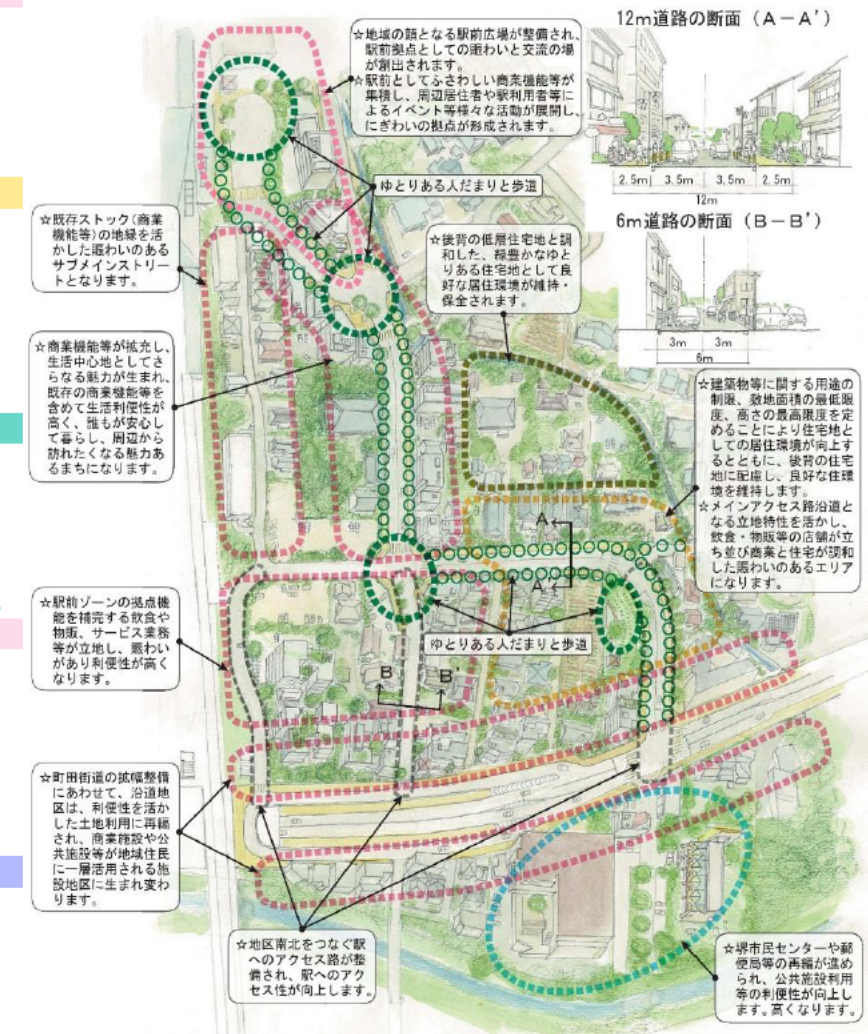 12m道路の断面（A－A'）
2.5m
3.5m
3.5m
2.5m
12m
6m道路の断面（B－B'）
3m
3m
6m
☆地域の顔となる駅前広場が整備され、
駅前拠点としての賑わいと交流の場
が創出されます。
☆駅前としてふさわしい商業機能等が
集積し、周辺居住者や駅利用者等に
よるイベント等様々な活動が展開し、
にぎわいの拠点が形成されます。
ゆとりある人だまりと歩道
☆既存ストック（商業
機能等）の地縁を活
かした賑わいのある
サブメインストリー
トとなります。
☆後背の低層住宅地と調
和した、緑豊かなゆと
りある住宅地として良
好な居住環境が維持・
保全されます。
☆商業機能等が拡充し、
生活中心地としてさ
らなる魅力が生まれ、
既存の商業機能等を
含めて生活利便性が
高く、誰もが安心し
て暮らし、周辺から
訪れたくなる魅力あ
るまちになります。
☆建築物等に関する用途の
制限、敷地面積の最低限
度、高さの最高限度を定
めることにより住宅地と
しての居住環境が向上す
るとともに、後背の住宅
地に配慮し、良好な住環
境を維持します。
☆メインアクセス路沿道と
なる立地特性を活かし、
飲食・物販等の店舗が立
ち並び商業と住宅が調和
した賑わいのあるエリア
になります。
A
A'
☆駅前ゾーンの拠点機
能を補完する飲食や
物販、サービス業務
等が立地し、賑わい
があり利便性が高く
なります。
ゆとりある人だまりと歩道
B
B'
☆町田街道の拡幅整備
にあわせて、沿道地
区は、利便性を活か
した土地利用に再編
され、商業施設や公
共施設等が地域住民
に一層活用される施
設地区に生まれ変わ
ります。
☆地区南北をつなぐ駅
へのアクセス路が整
備され、駅へのアク
セス性が向上します。
☆堺市民センターや郵
便局等の再編が進め
られ、公共施設利用
等の利便性が向上し
ます。高くなります。